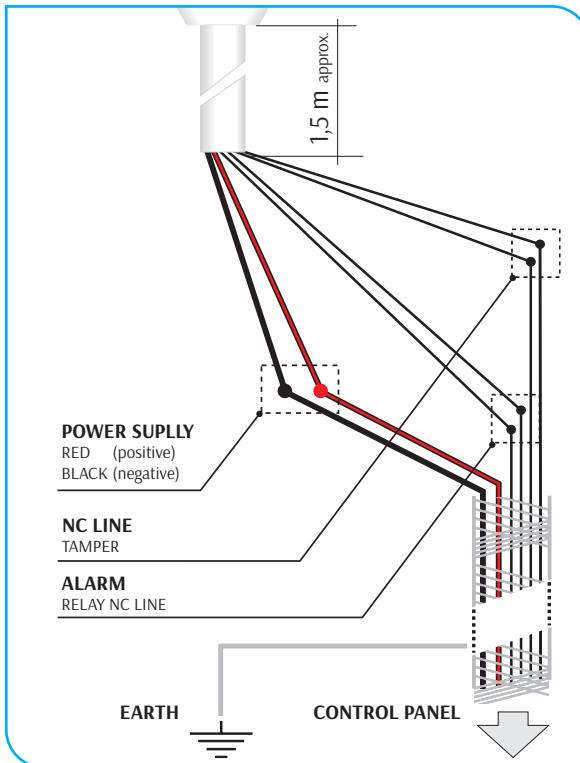 1,5 m approx.
POWER SUPLLY
RED (positive)
BLACK (negative)
NC LINE
TAMPER
ALARM
RELAY NC LINE
EARTH
CONTROL PANEL